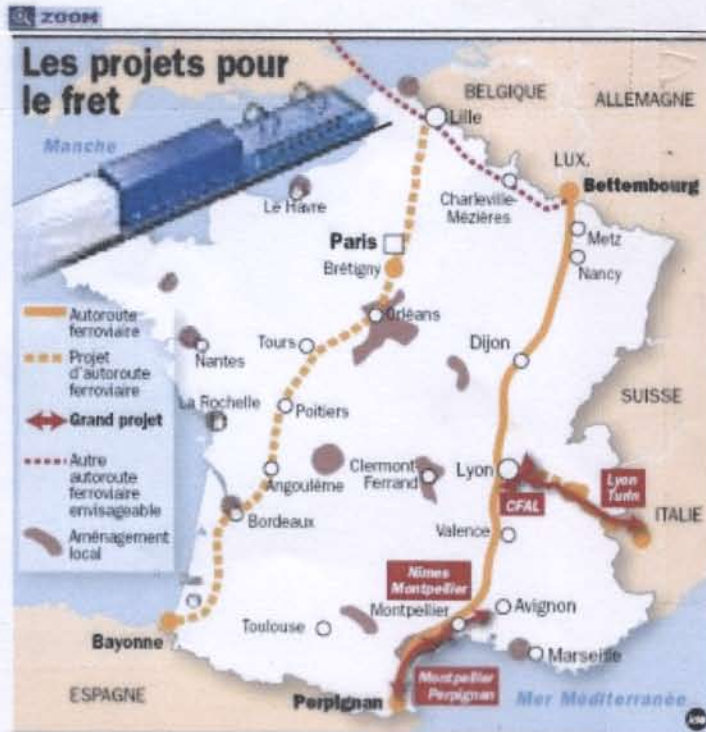 ZOOM
Les projets pour
le fret
Manche
BELGIQUE
ALLEMAGNE
Lille
LUX.
Bettembourg
Charleville-
Mézières
Le Havre
Metz
Paris
Nancy
Brétigny
Autoroute
ferroviaire
Orléans
Projet
d'autoroute
ferroviaire
Nantes
Tours
Dijon
SUISSE
Grand projet
La Rochelle
Poitiers
Autre
autoroute
ferroviaire
envisageable
Angoulême
Clermont-
Ferrand
Lyon
Lyon
Turin
CFAL
ITALIE
Aménagement
local
Bordeaux
Valence
Nîmes
Montpellier
Montpellier
Avignon
Bayonne
Toulouse
Marseille
Montpellier
Perpignan
ESPAGNE
Perpignan
Mer Méditerranée